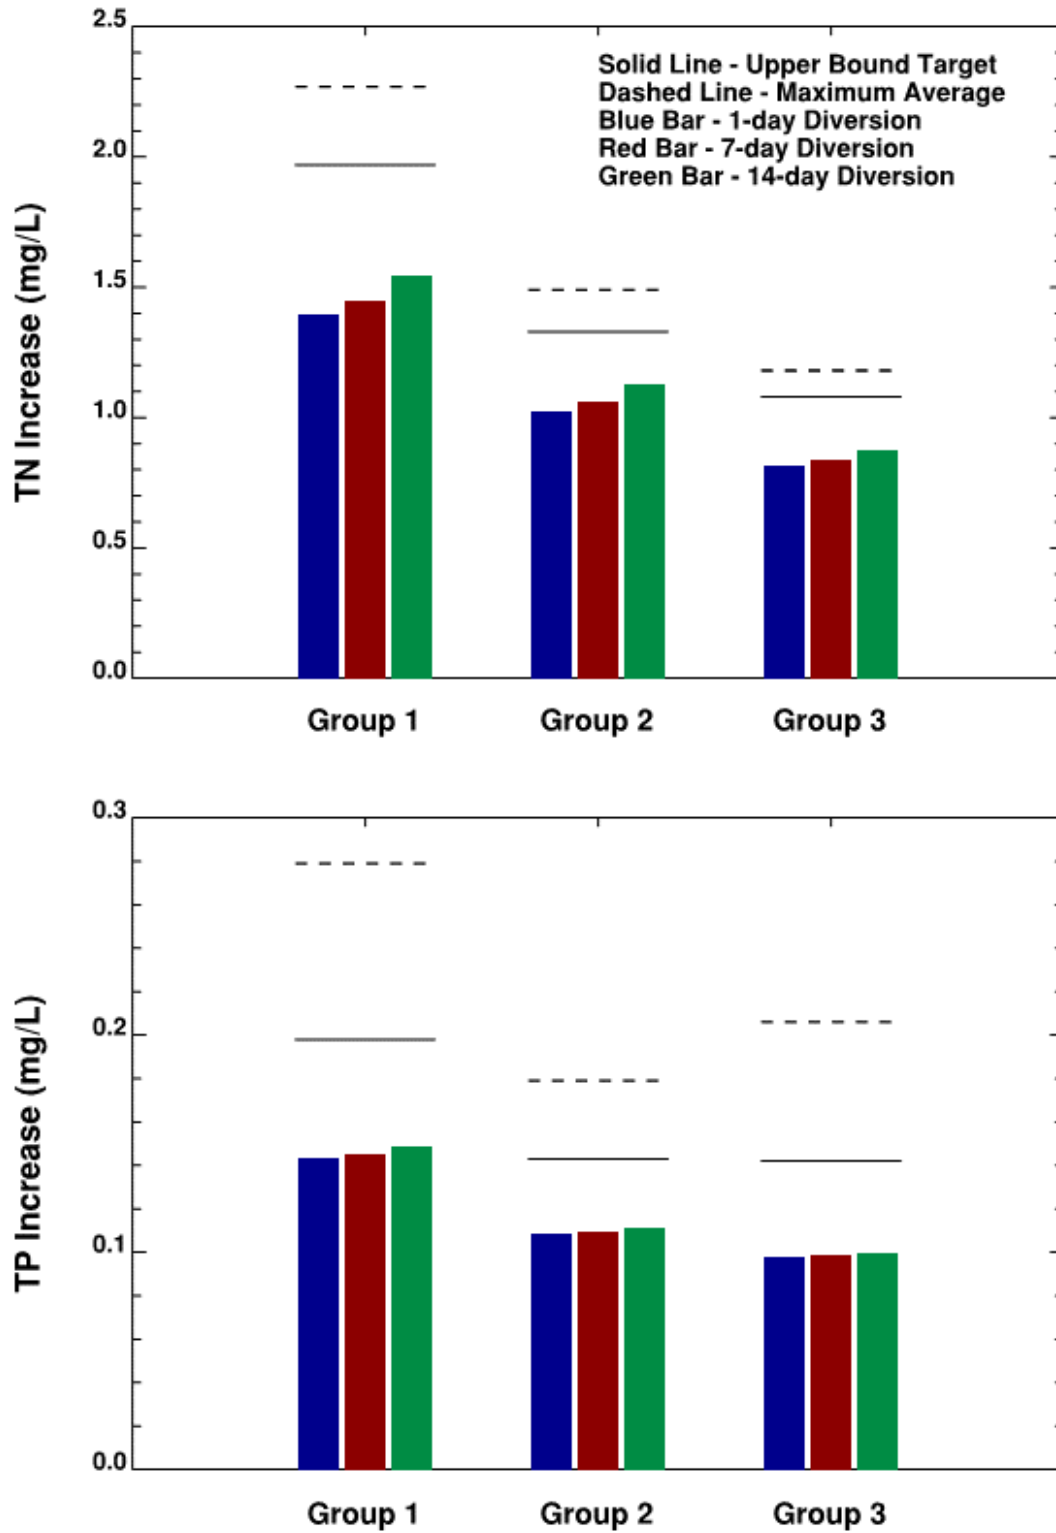 2.5
Solid Line - Upper Bound Target
Dashed Line - Maximum Average
Blue Bar - 1-day Diversion
Red Bar - 7-day Diversion
Green Bar - 14-day Diversion
2.0
1.5
1.0
0.5
0.0
TN Increase (mg/L)
Group 1 Group 2 Group 3
0.3
0.2
0.1
0.0
TP Increase (mg/L)
Group 1 Group 2 Group 3